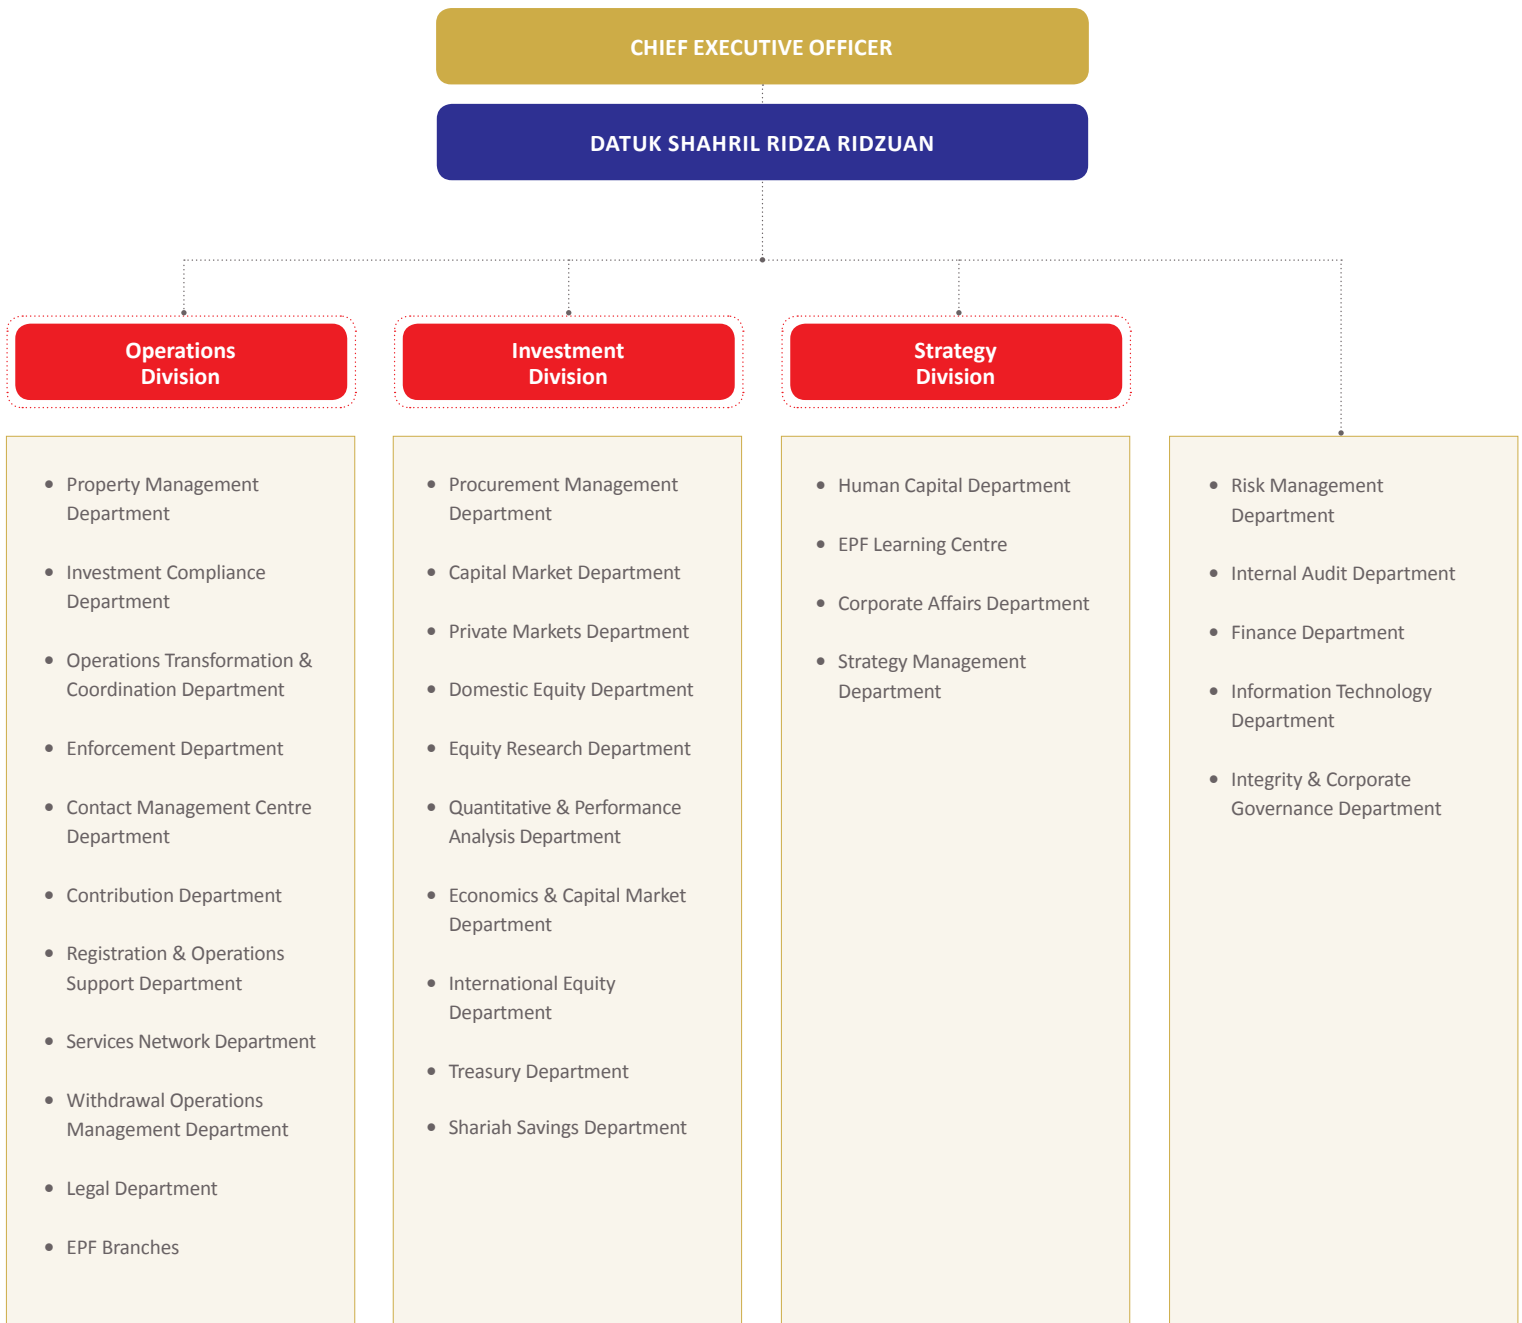 CHIEF EXECUTIVE OFFICER
DATUK SHAHRIL RIDZA RIDZUAN
Operations
Division
Investment
Division
Strategy
Division
• Property Management
Department
• Investment Compliance
Department
• Operations Transformation &
Coordination Department
• Enforcement Department
• Contact Management Centre
Department
• Contribution Department
• Registration & Operations
Support Department
• Services Network Department
• Withdrawal Operations
Management Department
• Legal Department
• EPF Branches
• Procurement Management
Department
• Capital Market Department
• Private Markets Department
• Domestic Equity Department
• Equity Research Department
• Quantitative & Performance
Analysis Department
• Economics & Capital Market
Department
• International Equity
Department
• Treasury Department
• Shariah Savings Department
• Human Capital Department
• EPF Learning Centre
• Corporate Affairs Department
• Strategy Management
Department
• Risk Management
Department
• Internal Audit Department
• Finance Department
• Information Technology
Department
• Integrity & Corporate
Governance Department